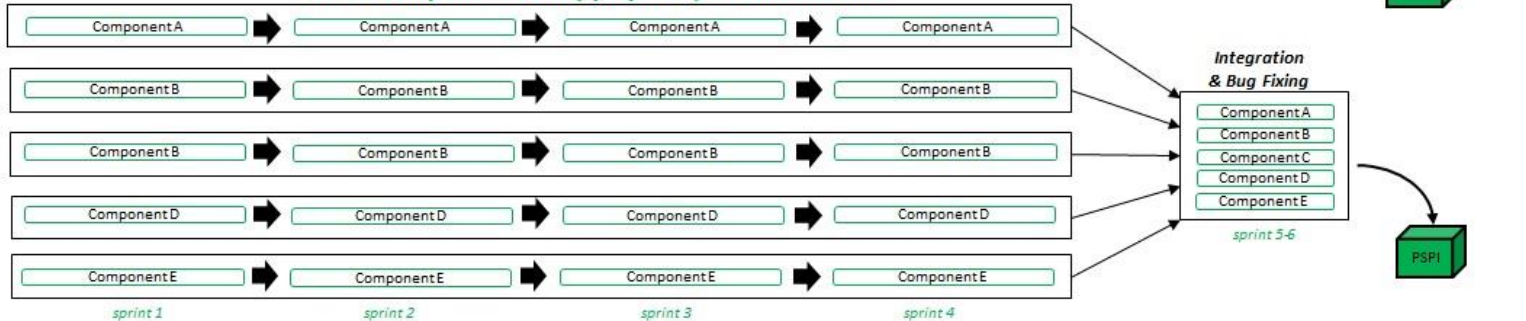 Component A Component A Component A Component A
Integration
& Bug Fixing
Component B Component B Component B Component B
Component A
Component B
Component B Component B Component B Component B
Component C
Component D
Component E
Component D Component D Component D Component D
sprint 5-6
PSPI
Component E Component E Component E Component E
sprint 1 sprint 2 sprint 3 sprint 4